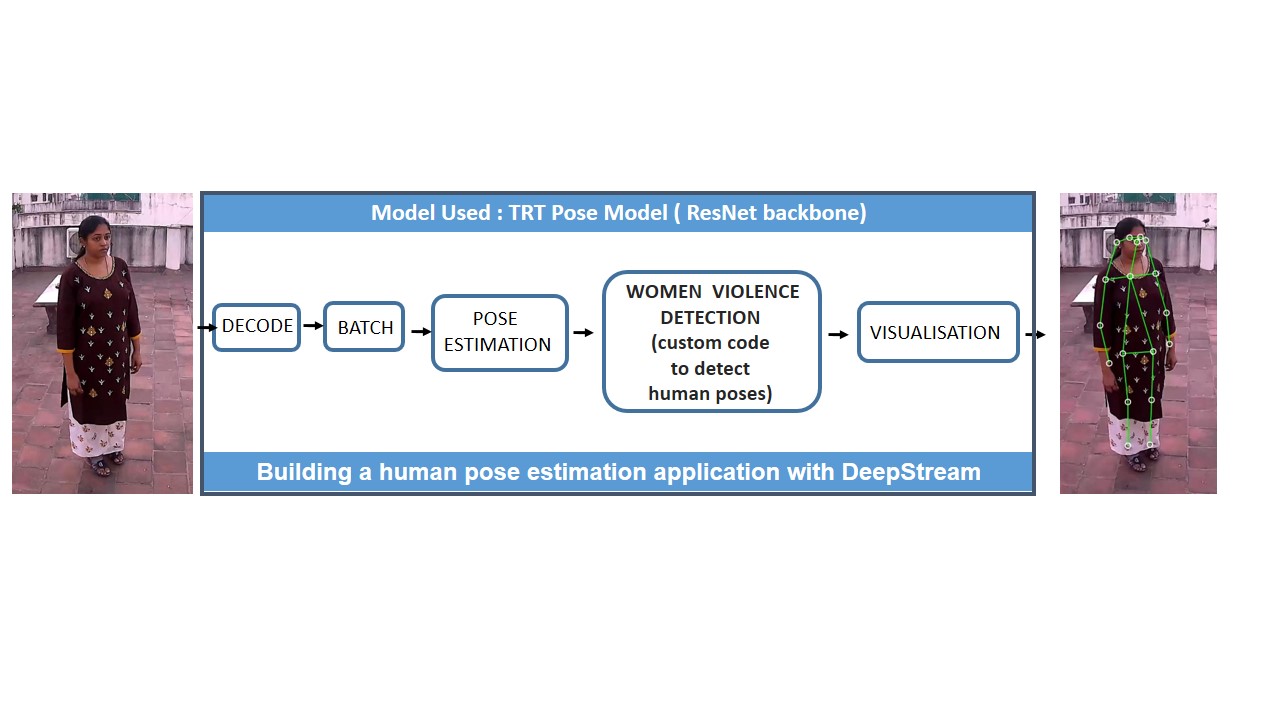 Model Used : TRT Pose Model ( ResNet backbone)
DECODE
BATCH
POSE
ESTIMATION
WOMEN VIOLENCE
DETECTION
(custom code
to detect
human poses)
VISUALISATION
Building a human pose estimation application with DeepStream